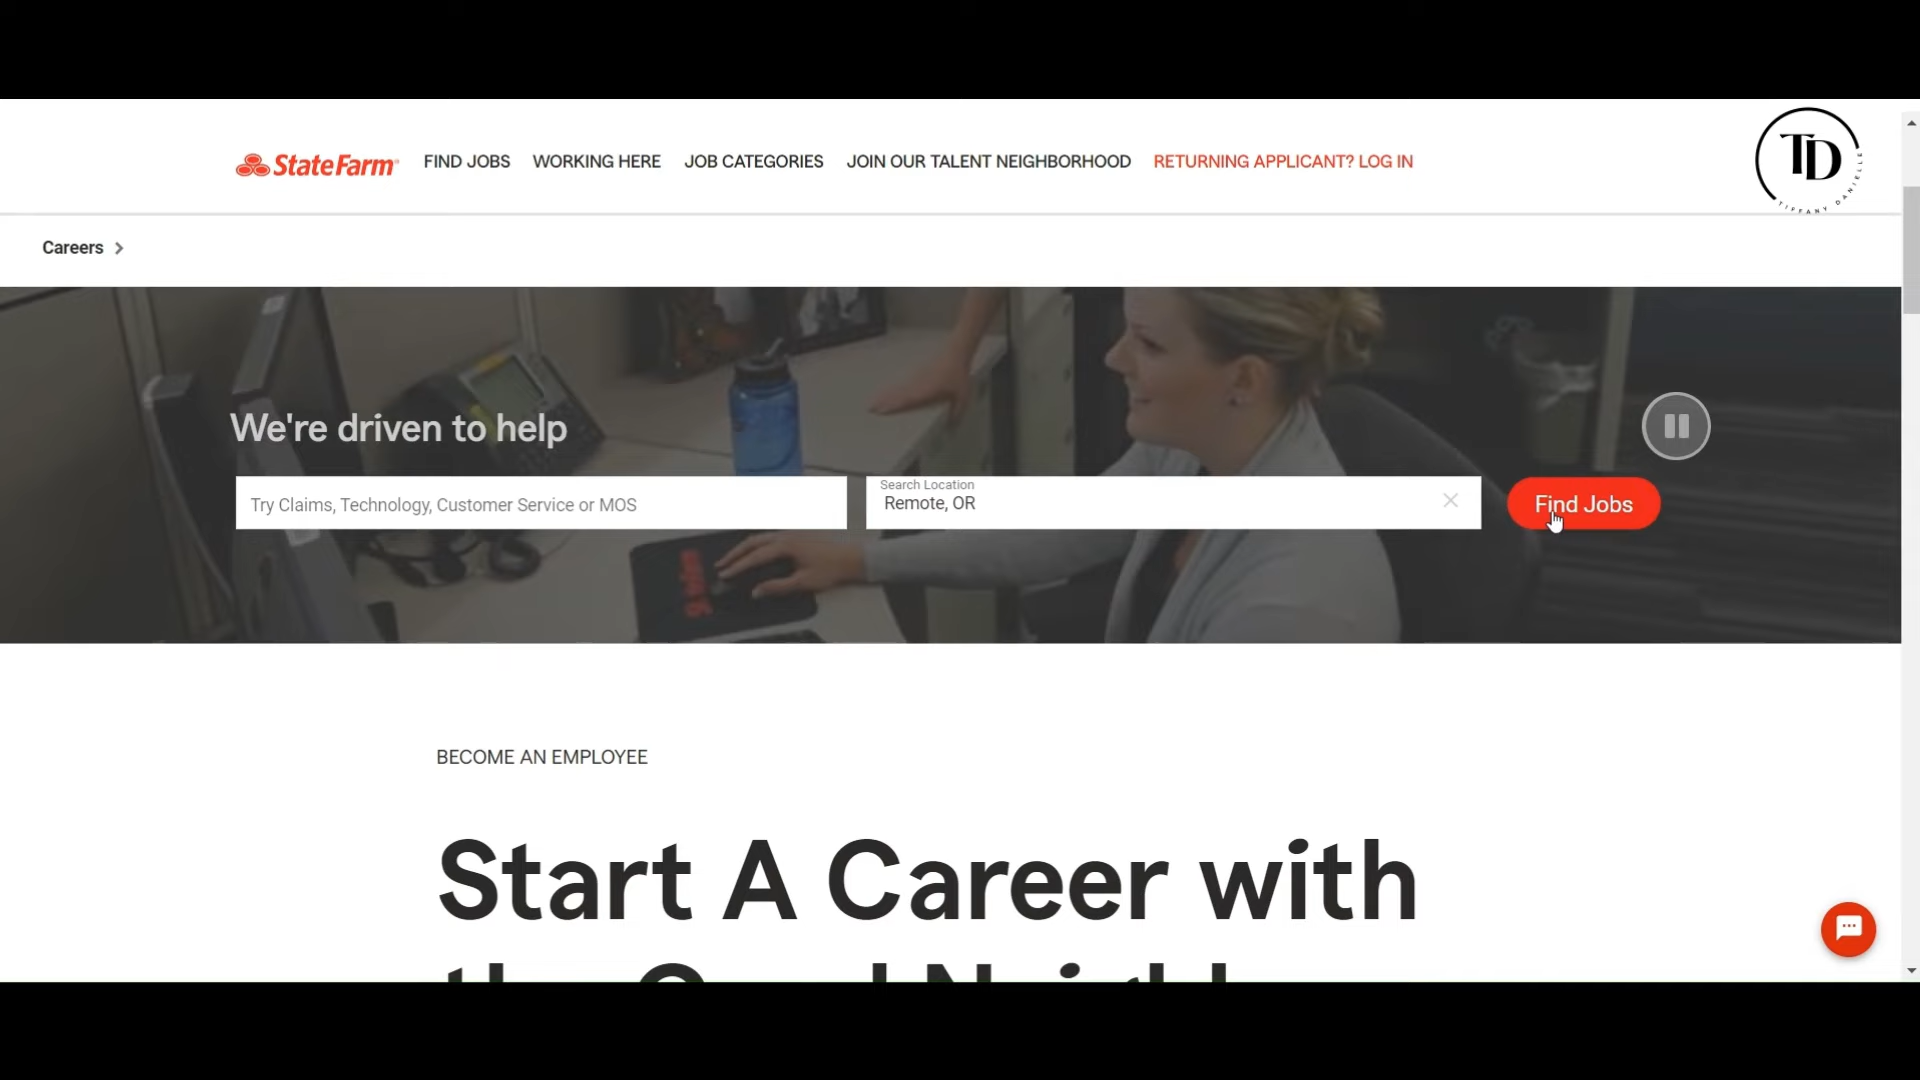 StateFarm
FIND JOBS
WORKING HERE
JOB CATEGORIES
JOIN OUR TALENT NEIGHBORHOOD
RETURNING APPLICANT? LOG IN
TD
TIFFANY DANIELLE
Careers
We're driven to help
Try Claims, Technology, Customer Service or MOS
Search Location
Remote, OR
Find Jobs
BECOME AN EMPLOYEE
Start A Career with